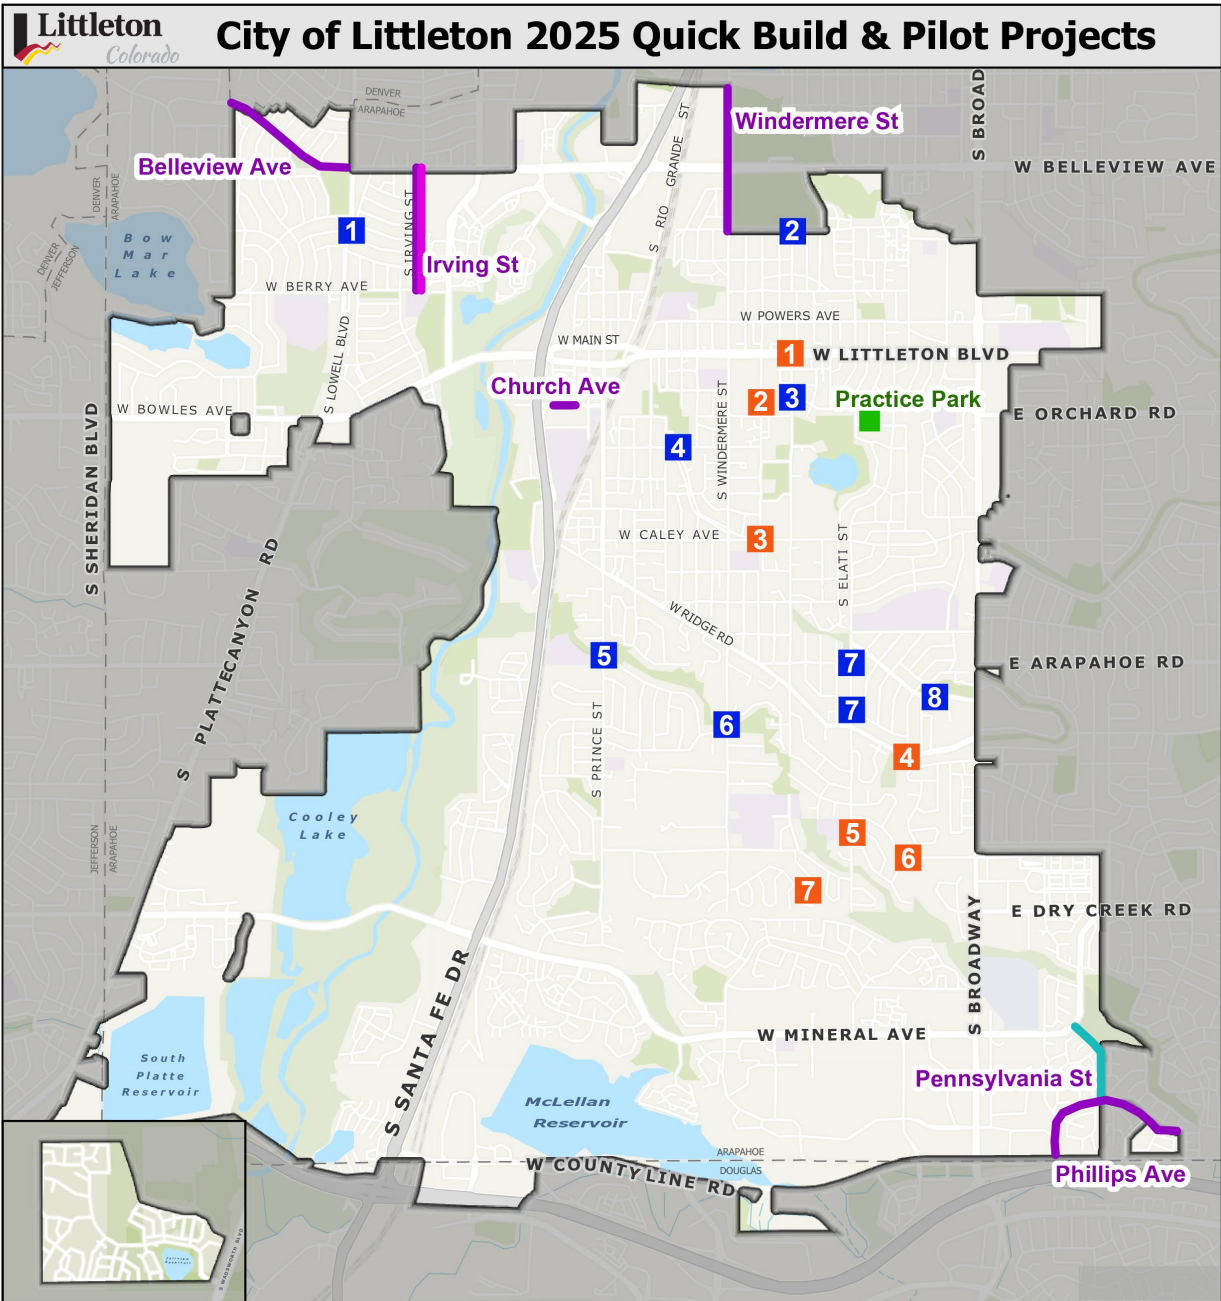 Littleton
Colorado
City of Littleton 2025 Quick Build & Pilot Projects
DENVER
ARAPAHOE
S BROAD
S RIO GRANDE ST
Windermere St
Belleview Ave
W BELLEVIEW AVE
DENVER
ARAPAHOE
S IRVING ST
1
2
Bow
Mar
Lake
DENVER
JEFFERSON
Irving St
W BERRY AVE
W POWERS AVE
S LOWELL BLVD
W MAIN ST
1
W LITTLETON BLVD
Church Ave
2
3
Practice Park
W BOWLES AVE
E ORCHARD RD
S WINDERMERE ST
4
S SHERIDAN BLVD
W CALEY AVE
3
S ELATI ST
S PLATTECANYON RD
W RIDGE RD
5
7
E ARAPAHOE RD
8
7
6
S PRINCE ST
4
Cooley
Lake
JEFFERSON
ARAPAHOE
5
6
7
E DRY CREEK RD
S BROADWAY
S SANTA FE DR
W MINERAL AVE
South
Platte
Reservoir
Pennsylvania St
McLellan
Reservoir
ARAPAHOE
DOUGLAS
W COUNTY LINE RD
Phillips Ave
S WADSWORTH BLVD